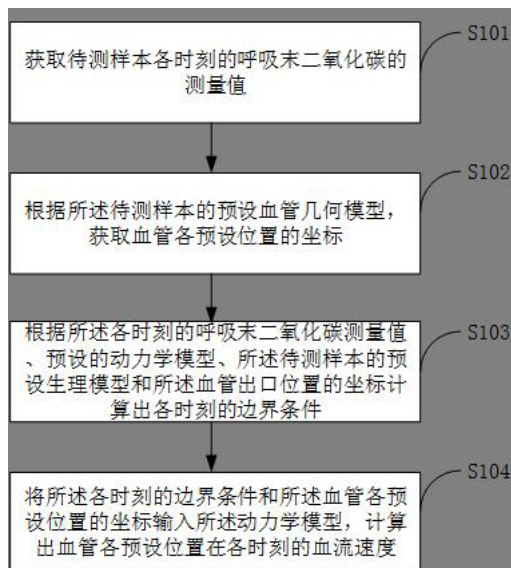 获取待测样本各时刻的呼吸末二氧化碳的
测量值
S101
根据所述待测样本的预设血管几何模型，
获取血管各预设位置的坐标
S102
根据所述各时刻的呼吸末二氧化碳测量值
、预设的动力学模型、所述待测样本的预
设生理模型和所述血管出口位置的坐标计
算出各时刻的边界条件
S103
将所述各时刻的边界条件和所述血管各预
设位置的坐标输入所述动力学模型，计算
出血管各预设位置在各时刻的血流速度
S104